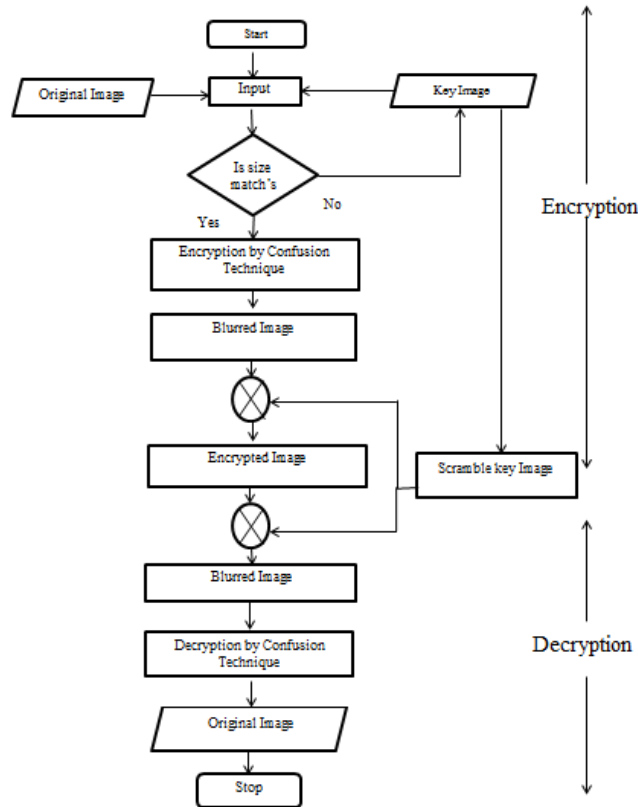 Start
Original Image
Input
Key Image
Is size
match's
No
Yes
Encryption
Encryption by Confusion
Technique
Blurred Image
Encrypted Image
Scramble key Image
Blurred Image
Decryption by Confusion
Technique
Decryption
Original Image
Stop